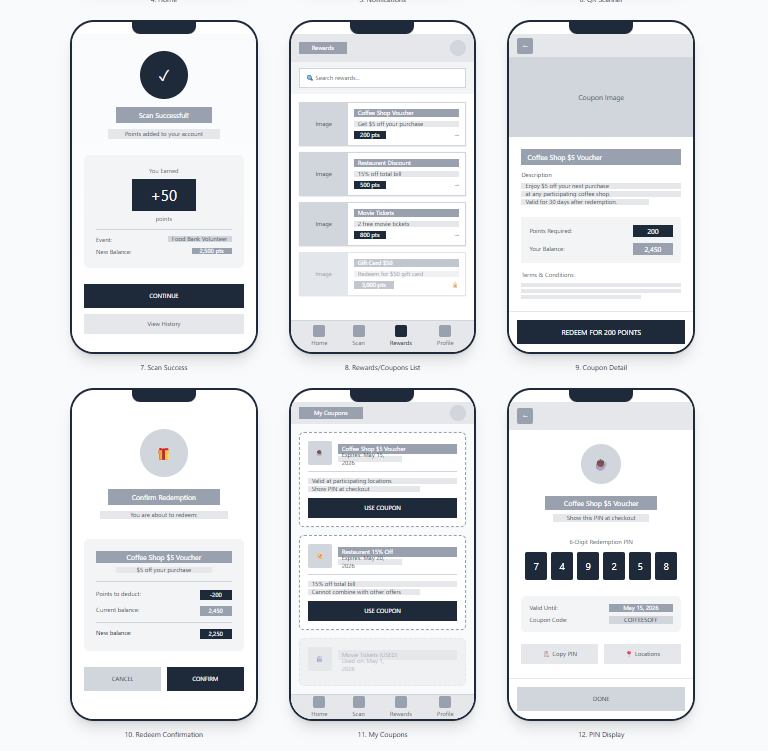 4. Home
5. Notifications
6. QR Scanner
✓
Scan Successful!
Points added to your account
You Earned
+50
points
Event:
Food Bank Volunteer
New Balance:
2,500 pts
CONTINUE
View History
7. Scan Success
Rewards
Search rewards...
Image
Coffee Shop Voucher
Get $5 off your purchase
200 pts
→
Image
Restaurant Discount
15% off total bill
500 pts
→
Image
Movie Tickets
2 free movie tickets
800 pts
→
Image
Gift Card $50
Redeem for $50 gift card
Home
Scan
Rewards
Profile
8. Rewards/Coupons List
←
Coupon Image
Coffee Shop $5 Voucher
Description
Enjoy $5 off your next purchase
at any participating coffee shop.
Valid for 30 days after redemption.
Points Required:
200
Your Balance:
2,450
Terms & Conditions:
REDEEM FOR 200 POINTS
9. Coupon Detail
Confirm Redemption
You are about to redeem:
Coffee Shop $5 Voucher
$5 off your purchase
Points to deduct:
-200
Current balance:
2,450
New balance:
2,250
CANCEL
CONFIRM
10. Redeem Confirmation
My Coupons
Coffee Shop $5 Voucher
Expires: May 15,
2026
Valid at participating locations
Show PIN at checkout
USE COUPON
Restaurant 15% Off
Expires: May 20,
2026
15% off total bill
Cannot combine with other offers
USE COUPON
Movie Tickets (USED)
Used on: May 1,
2026
Home
Scan
Rewards
Profile
11. My Coupons
←
Coffee Shop $5 Voucher
Show this PIN at checkout
6-Digit Redemption PIN
7 4 9 2 5 8
Valid Until:
May 15, 2026
Coupon Code:
COFFEE5OFF
Copy PIN
Locations
DONE
12. PIN Display